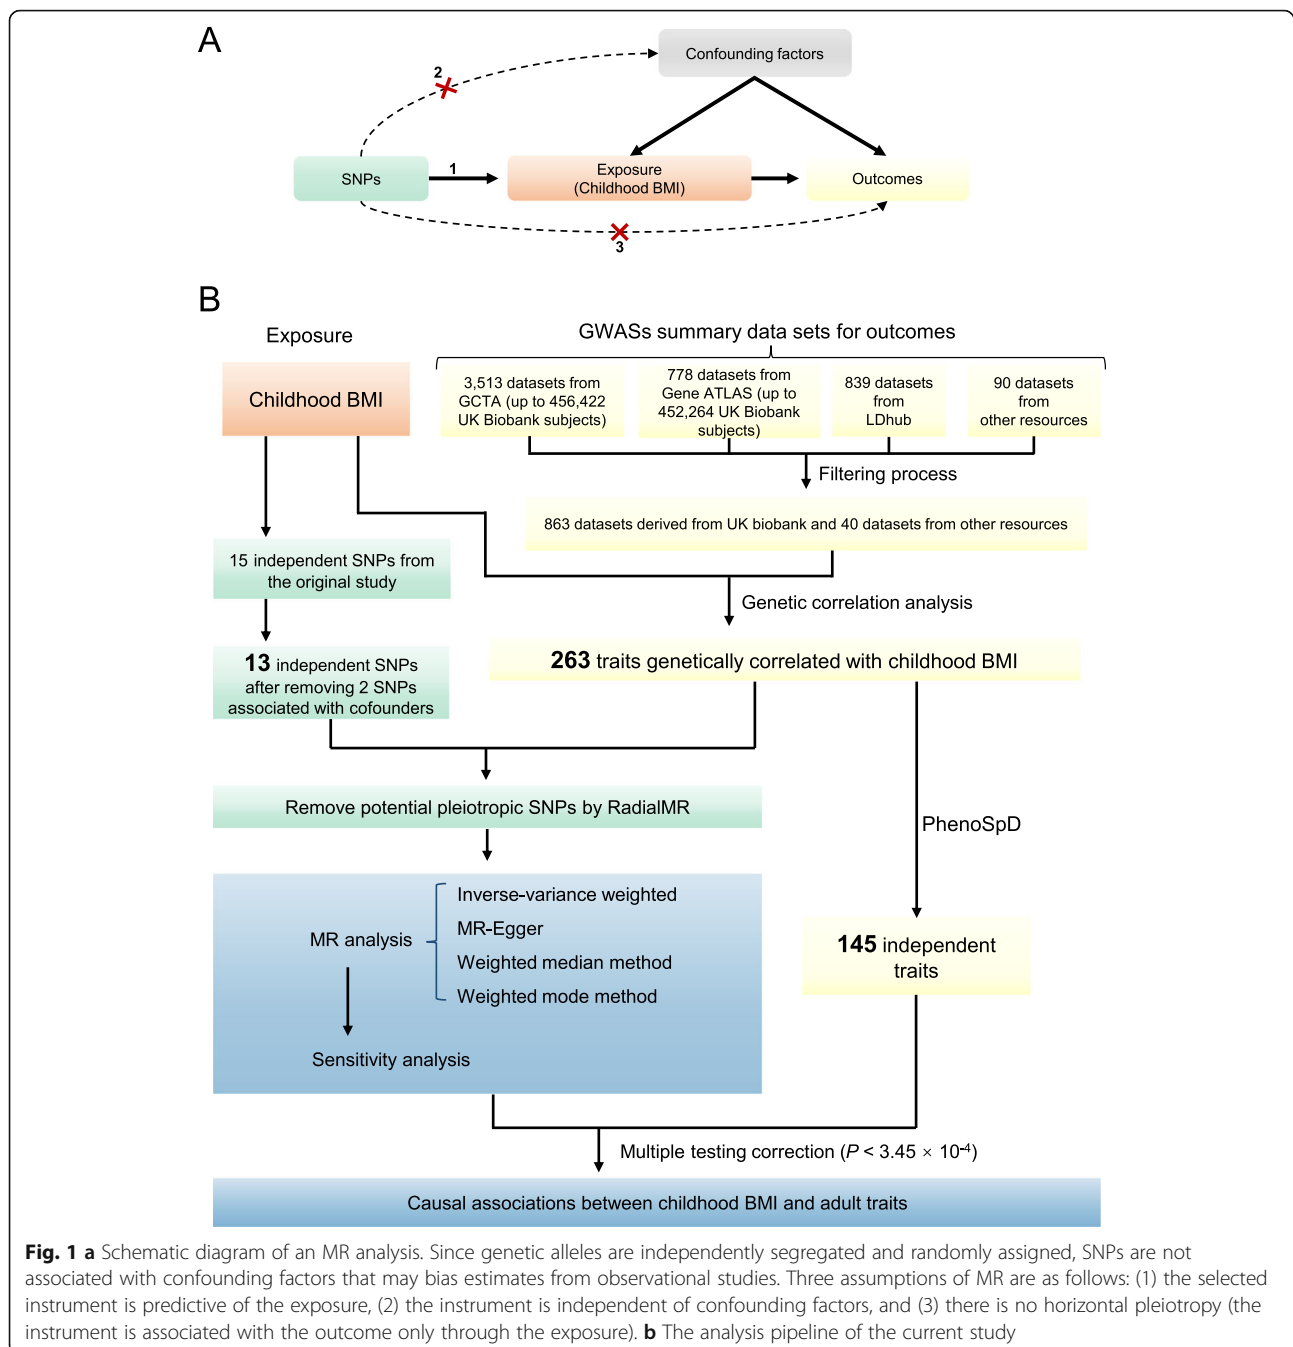 A
Confounding factors
2
SNPs
1
Exposure
(Childhood BMI)
Outcomes
3
B
Exposure
GWASs summary data sets for outcomes
Childhood BMI
3,513 datasets from
GCTA (up to 456,422
UK Biobank subjects)
778 datasets from
Gene ATLAS (up to
452,264 UK Biobank
subjects)
839 datasets
from
LDhub
90 datasets
from
other resources
Filtering process
863 datasets derived from UK biobank and 40 datasets from other resources
15 independent SNPs from
the original study
Genetic correlation analysis
13 independent SNPs
after removing 2 SNPs
associated with cofounders
263 traits genetically correlated with childhood BMI
Remove potential pleiotropic SNPs by RadialMR
PhenoSpD
MR analysis
Inverse-variance weighted
MR-Egger
Weighted median method
Weighted mode method
Sensitivity analysis
145 independent
traits
Multiple testing correction (P < 3.45 × 10⁻⁴)
Causal associations between childhood BMI and adult traits
Fig. 1 a Schematic diagram of an MR analysis. Since genetic alleles are independently segregated and randomly assigned, SNPs are not
associated with confounding factors that may bias estimates from observational studies. Three assumptions of MR are as follows: (1) the selected
instrument is predictive of the exposure, (2) the instrument is independent of confounding factors, and (3) there is no horizontal pleiotropy (the
instrument is associated with the outcome only through the exposure). b The analysis pipeline of the current study